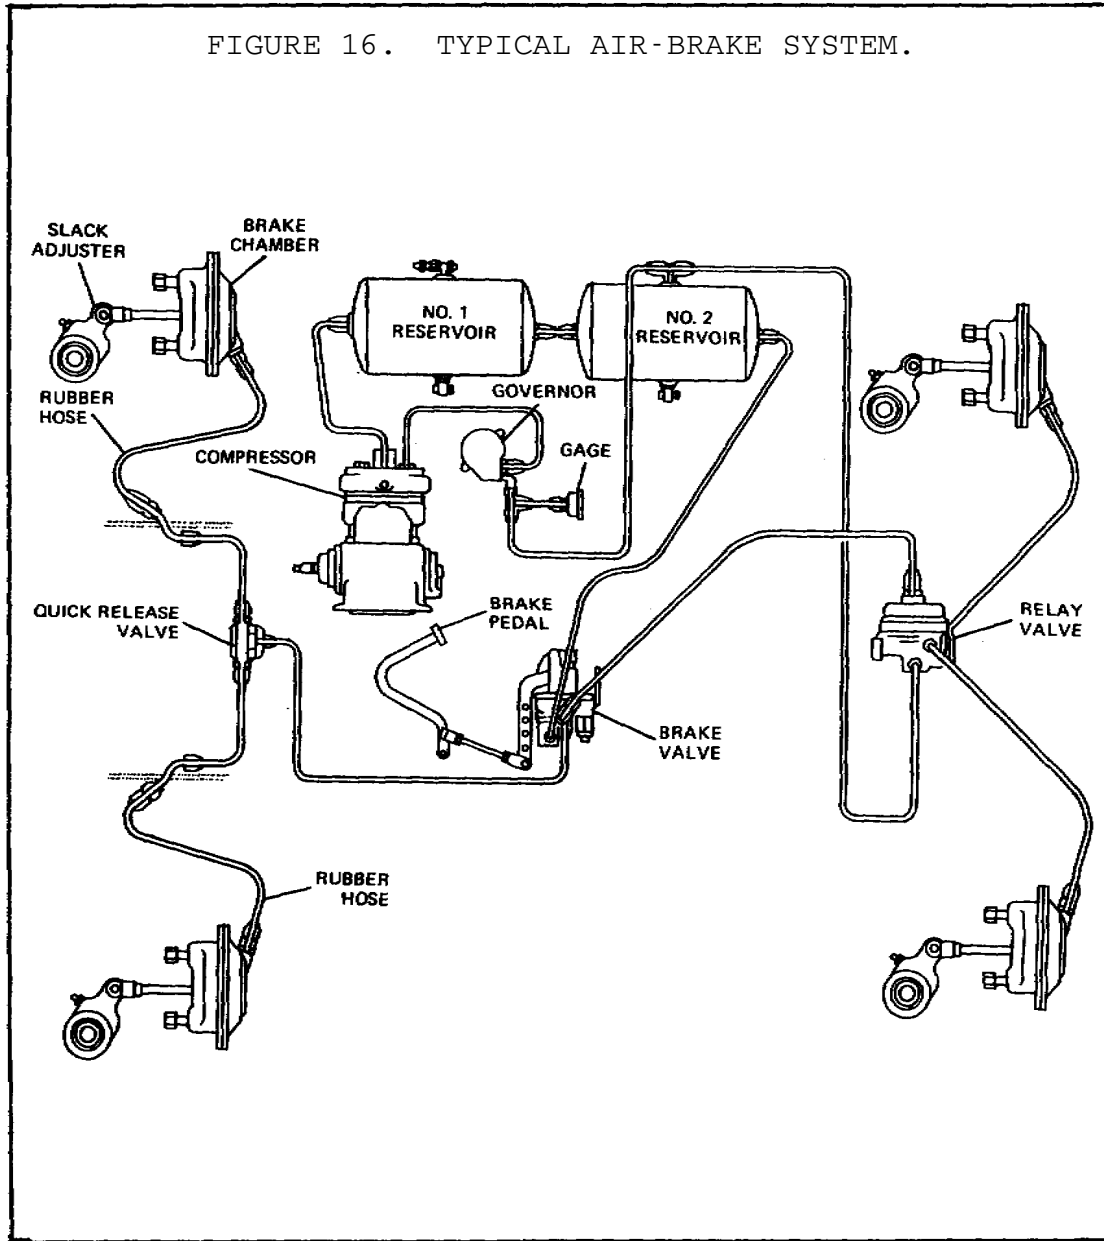 FIGURE 16. TYPICAL AIR-BRAKE SYSTEM.
SLACK
ADJUSTER
BRAKE
CHAMBER
NO. 1
RESERVOIR
NO. 2
RESERVOIR
RUBBER
HOSE
GOVERNOR
COMPRESSOR
GAGE
QUICK RELEASE
VALVE
BRAKE
PEDAL
RELAY
VALVE
BRAKE
VALVE
RUBBER
HOSE